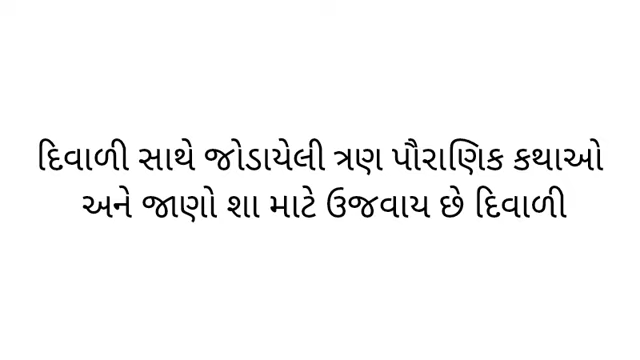 દિવાળી સાથે જોડાયેલી ત્રણ પૌરાણિક કથાઓ
અને જાણો શા માટે ઉજવાય છે દિવાળી